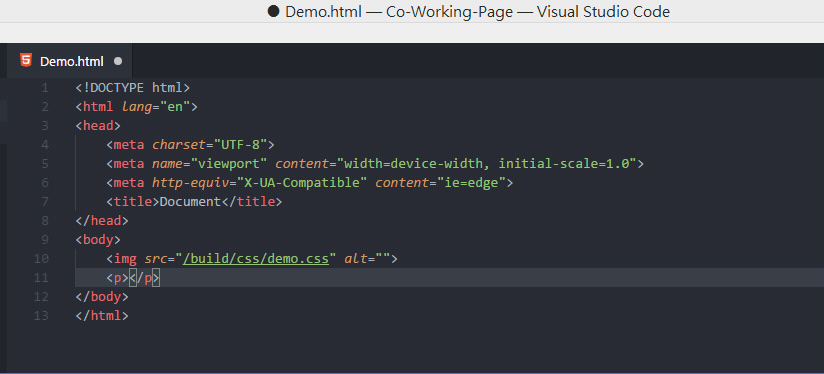 ● Demo.html — Co-Working-Page — Visual Studio Code
Demo.html ●
1 <!DOCTYPE html>
2 <html lang="en">
3 <head>
4 <meta charset="UTF-8">
5 <meta name="viewport" content="width=device-width, initial-scale=1.0">
6 <meta http-equiv="X-UA-Compatible" content="ie=edge">
7 <title>Document</title>
8 </head>
9 <body>
10 <img src="/build/css/demo.css" alt="">
11 <p></p>
12 </body>
13 </html>